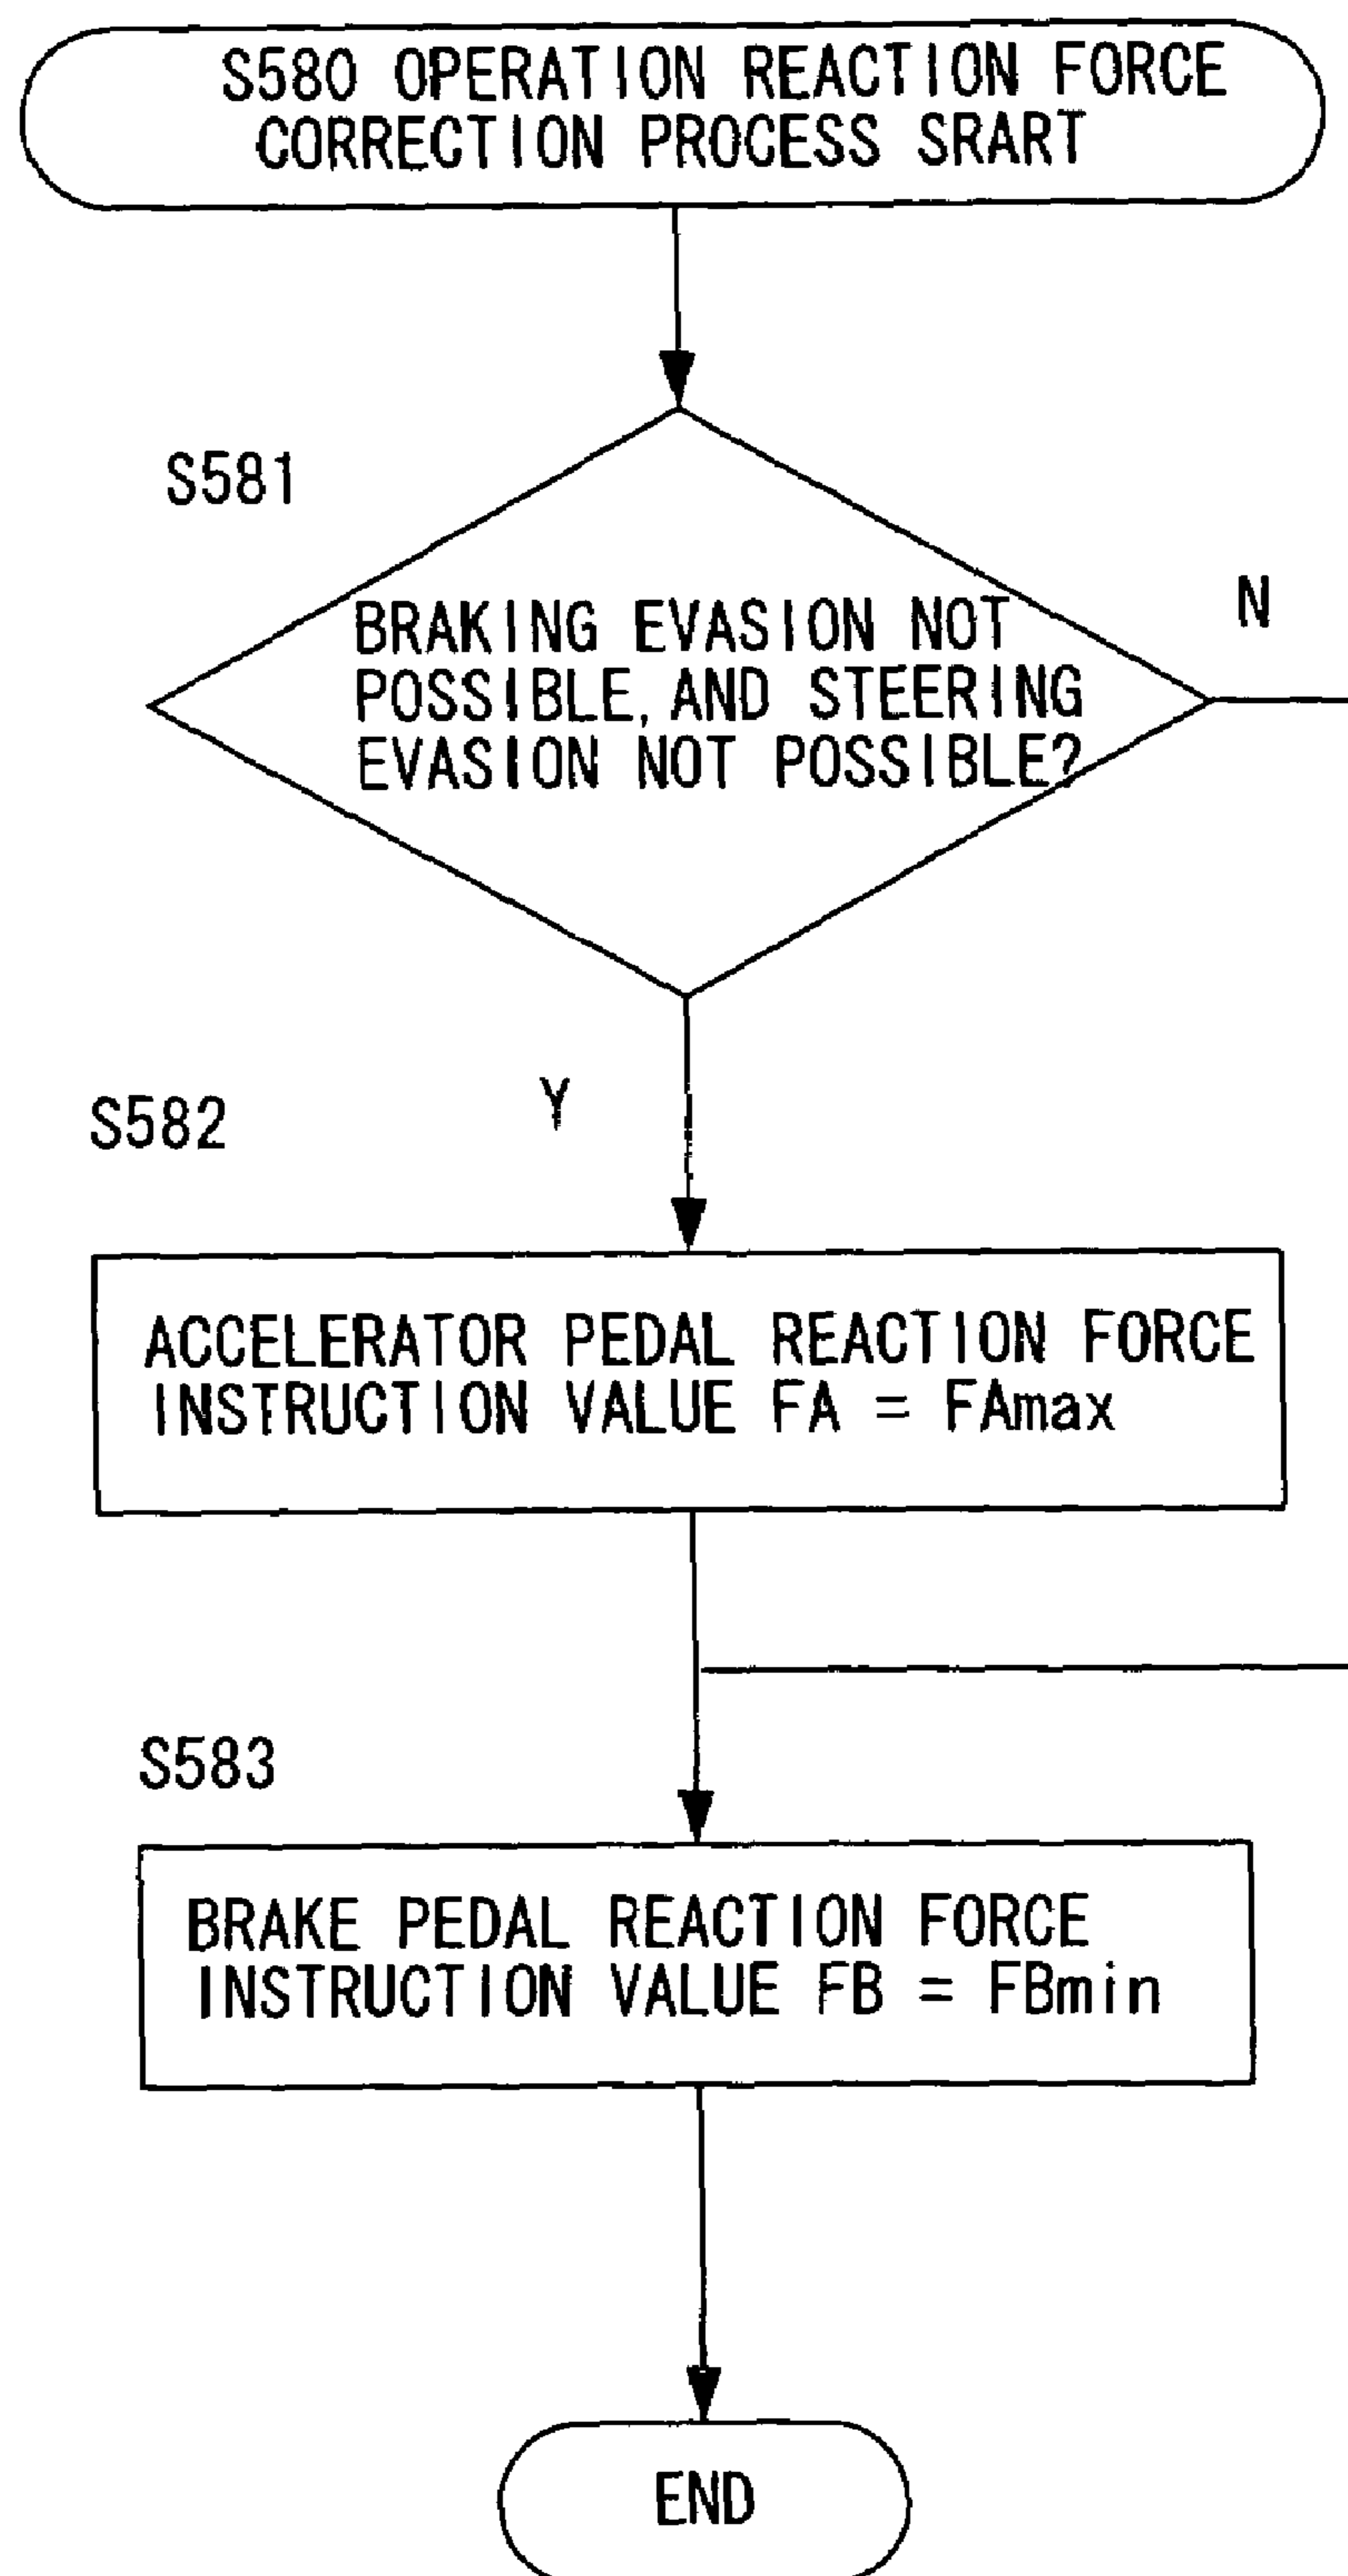 S580 OPERATION REACTION FORCE
CORRECTION PROCESS SRART
S581
N
BRAKING EVASION NOT
POSSIBLE, AND STEERING
EVASION NOT POSSIBLE?
Y
S582
ACCELERATOR PEDAL REACTION FORCE
INSTRUCTION VALUE FA = FAmax
S583
BRAKE PEDAL REACTION FORCE
INSTRUCTION VALUE FB = FBmin
END